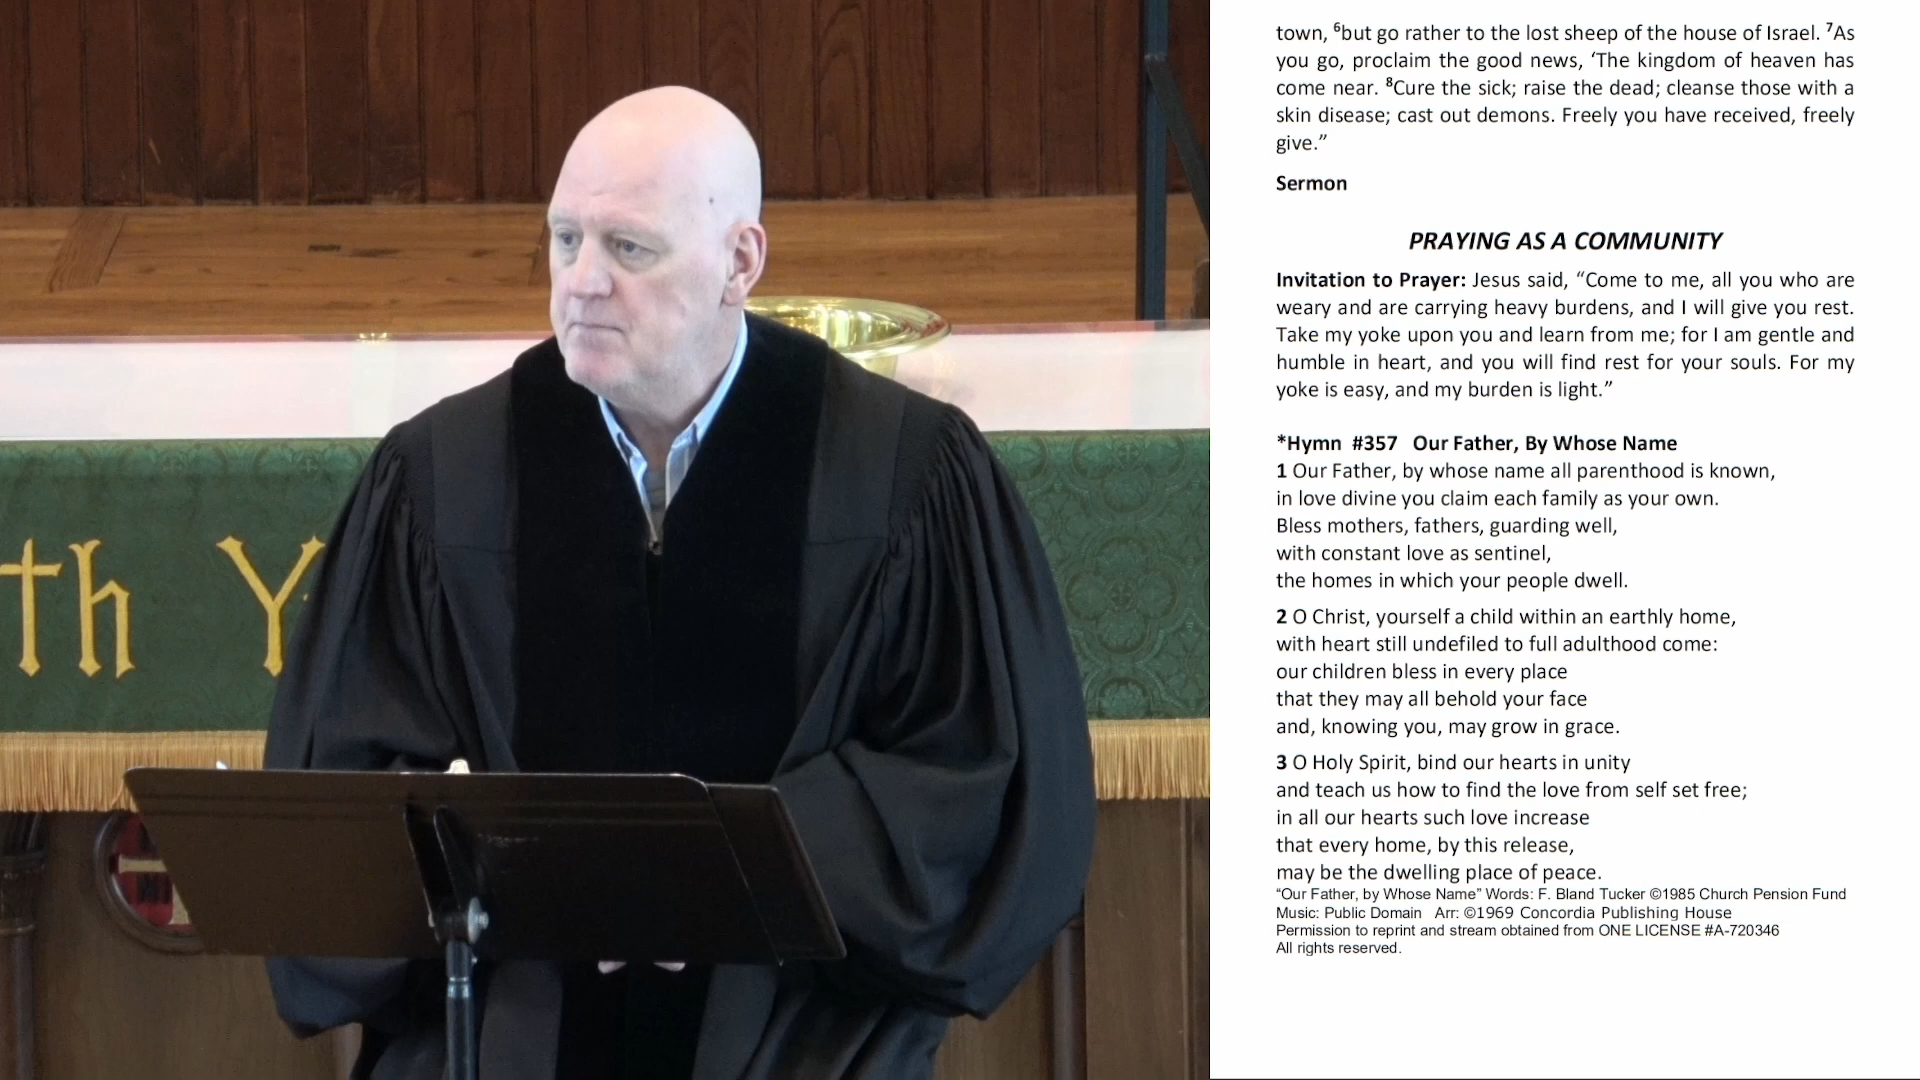 th Y
town, ⁶but go rather to the lost sheep of the house of Israel. ⁷As
you go, proclaim the good news, ‘The kingdom of heaven has
come near. ⁸Cure the sick; raise the dead; cleanse those with a
skin disease; cast out demons. Freely you have received, freely
give.”
Sermon
PRAYING AS A COMMUNITY
Invitation to Prayer: Jesus said, “Come to me, all you who are
weary and are carrying heavy burdens, and I will give you rest.
Take my yoke upon you and learn from me; for I am gentle and
humble in heart, and you will find rest for your souls. For my
yoke is easy, and my burden is light.”
*Hymn #357 Our Father, By Whose Name
1 Our Father, by whose name all parenthood is known,
in love divine you claim each family as your own.
Bless mothers, fathers, guarding well,
with constant love as sentinel,
the homes in which your people dwell.
2 O Christ, yourself a child within an earthly home,
with heart still undefiled to full adulthood come:
our children bless in every place
that they may all behold your face
and, knowing you, may grow in grace.
3 O Holy Spirit, bind our hearts in unity
and teach us how to find the love from self set free;
in all our hearts such love increase
that every home, by this release,
may be the dwelling place of peace.
“Our Father, by Whose Name” Words: F. Bland Tucker ©1985 Church Pension Fund
Music: Public Domain Arr: ©1969 Concordia Publishing House
Permission to reprint and stream obtained from ONE LICENSE #A-720346
All rights reserved.